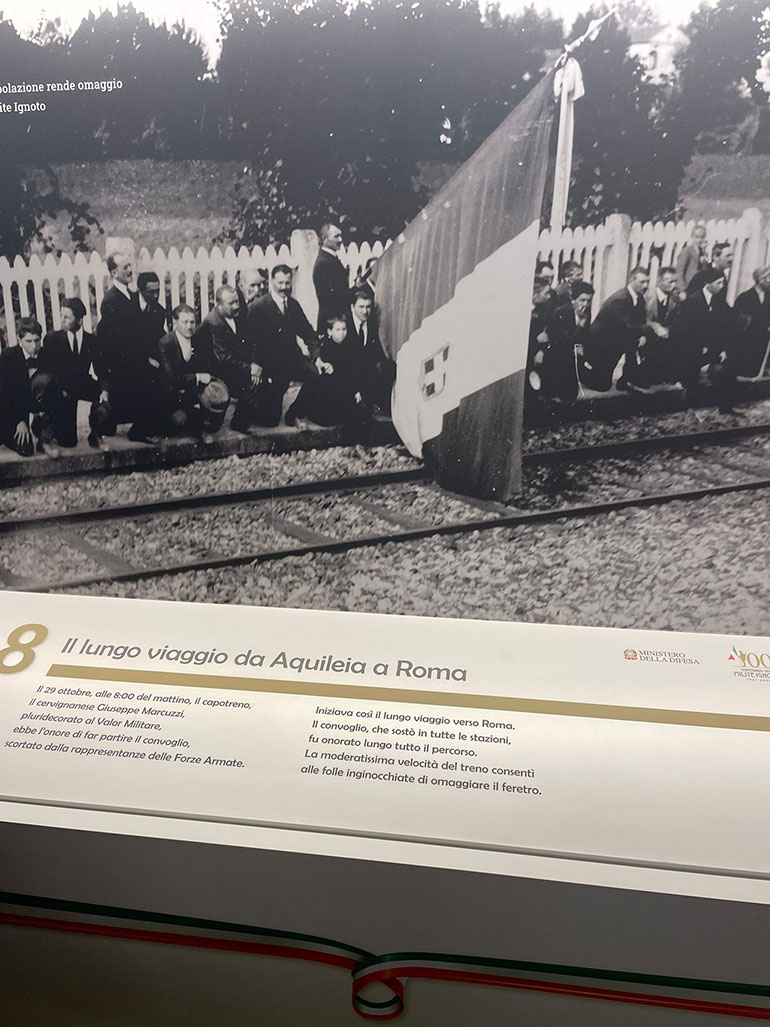 rende omaggio
Ignoto
8
Il lungo viaggio da Aquileia a Roma
MINISTERO
DELLA DIFESA
100
Il 29 ottobre, alle 8:00 del mattino, il capotreno,
il cervignanese Giuseppe Marcuzzi,
pluridecorato al Valor Militare,
ebbe l'onore di far partire il convoglio,
scortato dalla rappresentanze delle Forze Armate.
Iniziava così il lungo viaggio verso Roma.
Il convoglio, che sostò in tutte le stazioni,
fu onorato lungo tutto il percorso.
La moderatissima velocità del treno consentì
alle folle inginocchiate di omaggiare il feretro.